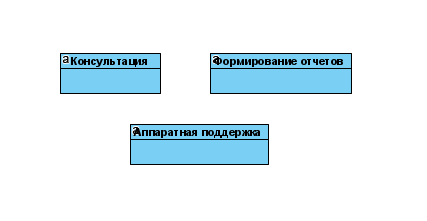 a Консультация
a Формирование отчетов
a Аппаратная поддержка